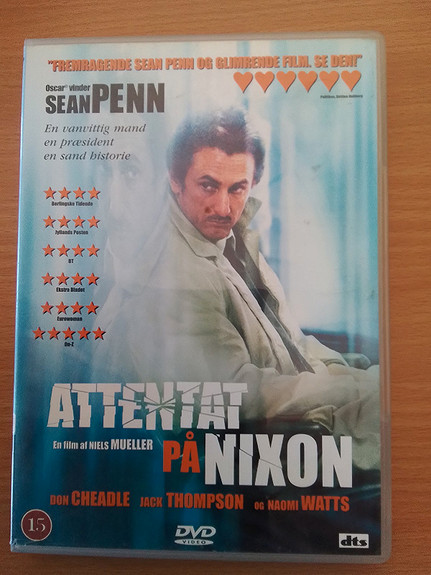 "FREMRAGENDE SEAN PENN OG GLIMRENDE FILM. SE DEN!"
Oscar® vinder
SEAN PENN
En vanvittig mand
en præsident
en sand historie
Berlingske Tidende
Jyllands Posten
BT
Ekstra Bladet
Eurowoman
ATTENTAT
PÅ NIXON
En film af NIELS MUELLER
DON CHEADLE JACK THOMPSON OG NAOMI WATTS
15
DVD
VIDEO
dts